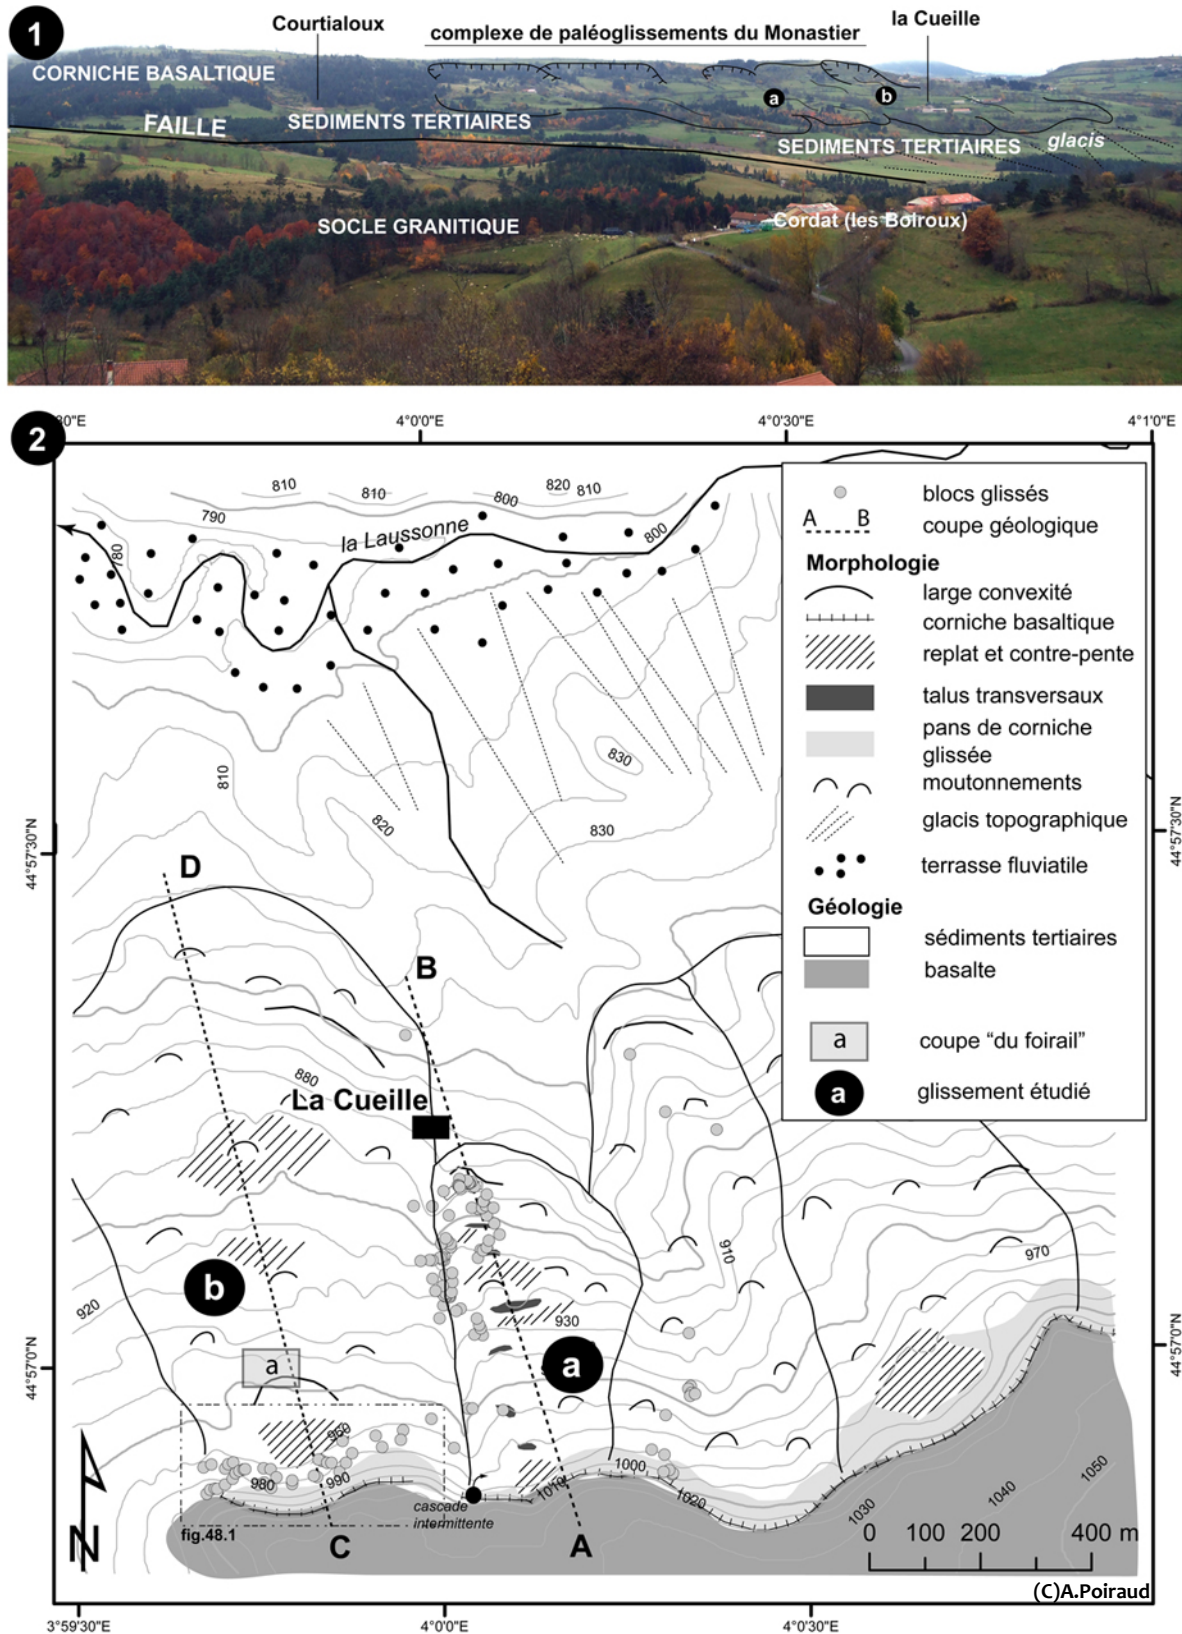 1
Courtialoux
complexe de paléoglissements du Monastier
la Cueille
CORNICHE BASALTIQUE
a
b
FAILLE
SEDIMENTS TERTIAIRES
SEDIMENTS TERTIAIRES
glacis
SOCLE GRANITIQUE
Cordat (les Boiroux)
2
30"E
4°0'0"E
4°0'30"E
4°1'0"E
810
810
800
820
810
790
780
la Laussonne
800
810
820
830
830
44°57'30"N
44°57'30"N
D
B
880
La Cueille
910
970
920
b
930
a
a
44°57'0"N
44°57'0"N
960
980
990
1000
1010
1020
1030
1040
1050
cascade
intermittente
fig.48.1
N
C
A
0 100 200 400 m
(C)A.Poiraud
3°59'30"E
4°0'0"E
4°0'30"E
blocs glissés
A B
coupe géologique
Morphologie
large convexité
corniche basaltique
replat et contre-pente
talus transversaux
pans de corniche
glissée
moutonnements
glacis topographique
terrasse fluviatile
Géologie
sédiments tertiaires
basalte
a
coupe “du foirail”
a
glissement étudié